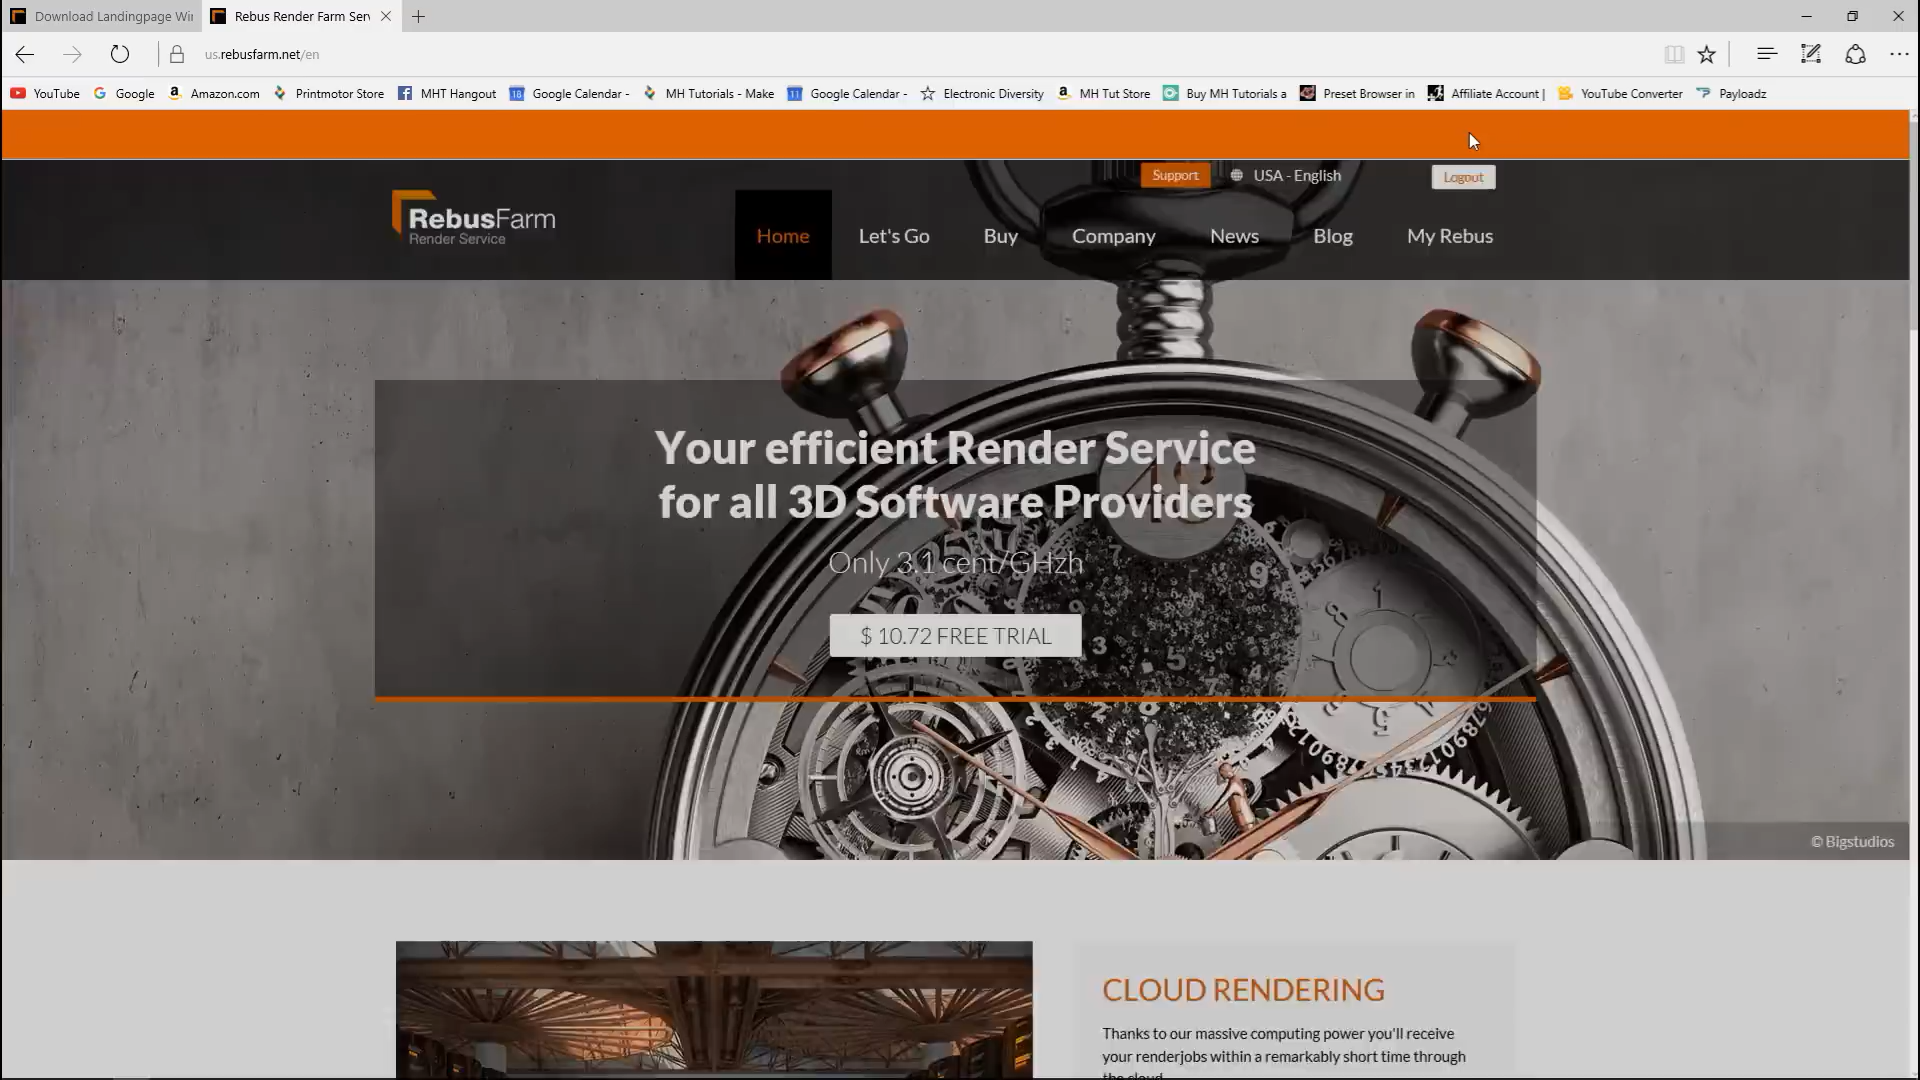 Download Landingpage Wi
Rebus Render Farm Ser
us.rebusfarm.net/en
YouTube
Google
Amazon.com
Printmotor Store
MHT Hangout
Google Calendar -
MH Tutorials - Make
Google Calendar -
Electronic Diversity
MH Tut Store
Buy MH Tutorials a
Preset Browser in
Affiliate Account |
YouTube Converter
Payloadz
Support
USA - English
Logout
RebusFarm
Render Service
Home
Let's Go
Buy
Company
News
Blog
My Rebus
Your efficient Render Service
for all 3D Software Providers
Only 3.1 cent/GHzh
$ 10.72 FREE TRIAL
© Bigstudios
CLOUD RENDERING
Thanks to our massive computing power you'll receive
your renderjobs within a remarkably short time through
the cloud